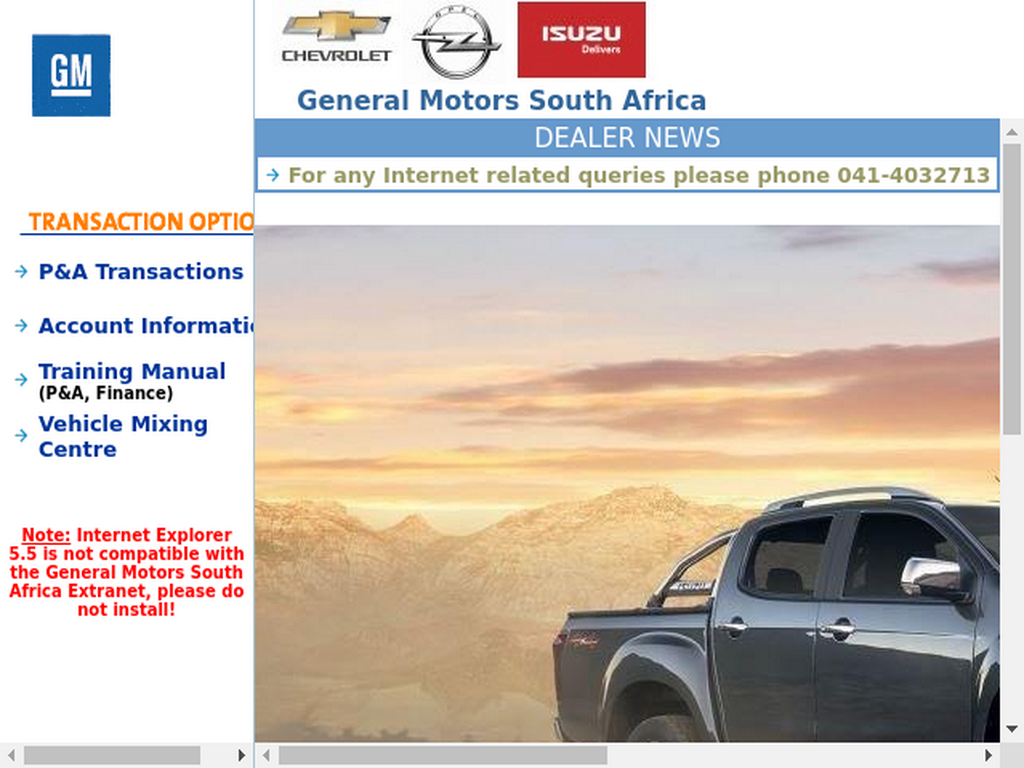 GM
CHEVROLET
OPEL
ISUZU
Delivers
General Motors South Africa
DEALER NEWS
For any Internet related queries please phone 041-4032713
TRANSACTION OPTIO
P&A Transactions
Account Informati
Training Manual
(P&A, Finance)
Vehicle Mixing
Centre
Note: Internet Explorer
5.5 is not compatible with
the General Motors South
Africa Extranet, please do
not install!